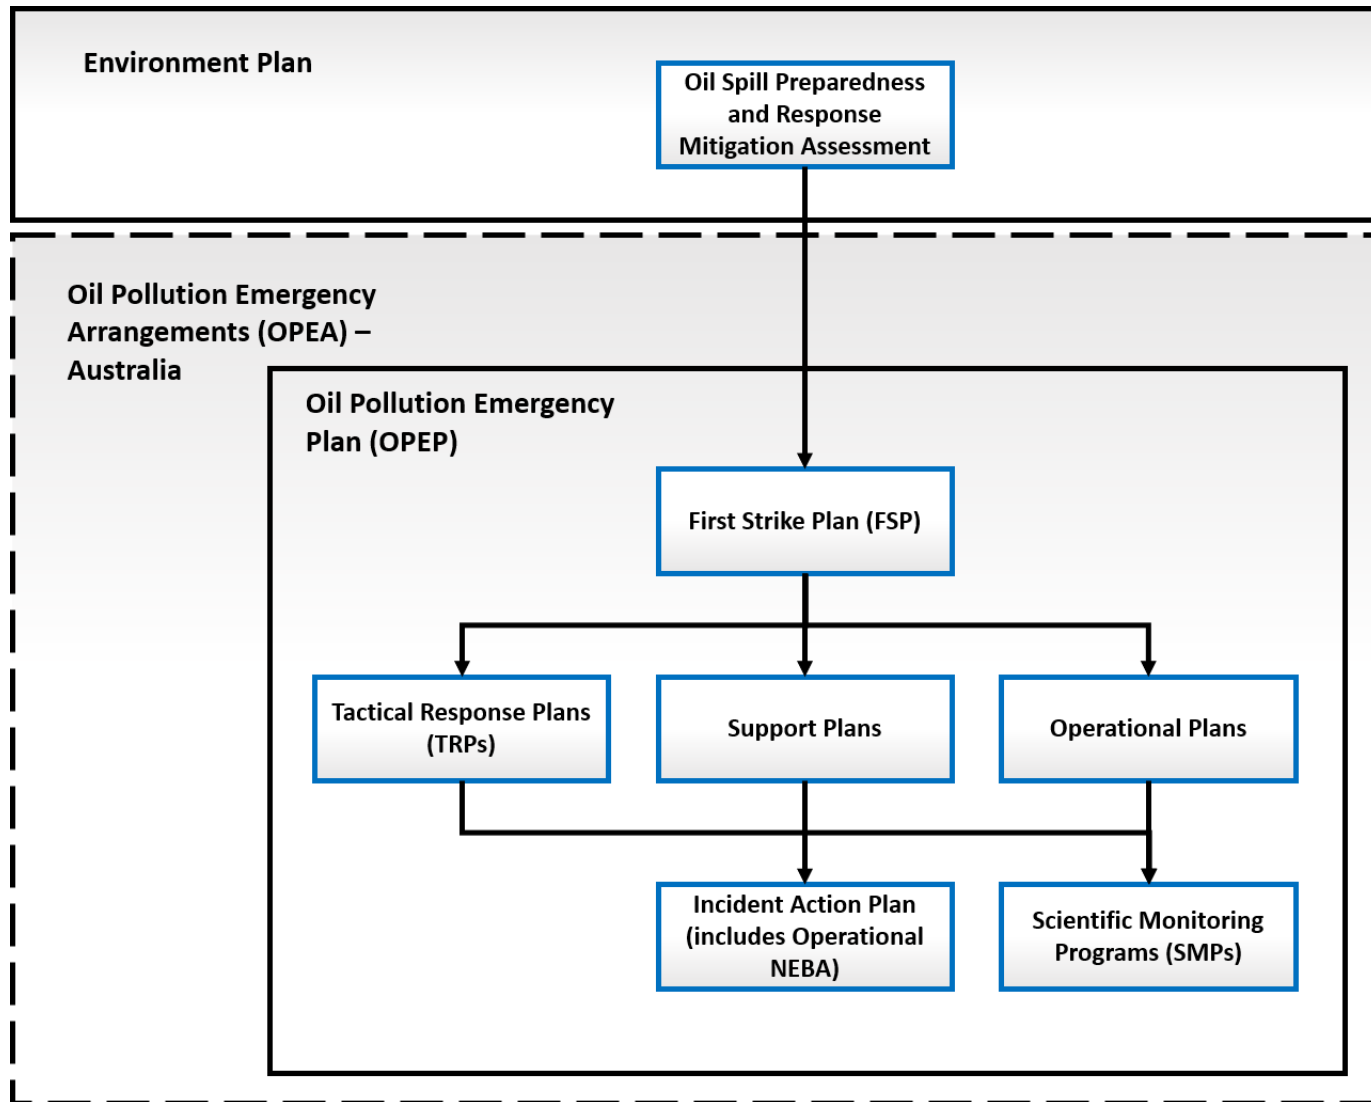 Environment Plan
Oil Spill Preparedness
and Response
Mitigation Assessment
Oil Pollution Emergency
Arrangements (OPEA) –
Australia
Oil Pollution Emergency
Plan (OPEP)
First Strike Plan (FSP)
Tactical Response Plans
(TRPs)
Support Plans
Operational Plans
Incident Action Plan
(includes Operational
NEBA)
Scientific Monitoring
Programs (SMPs)